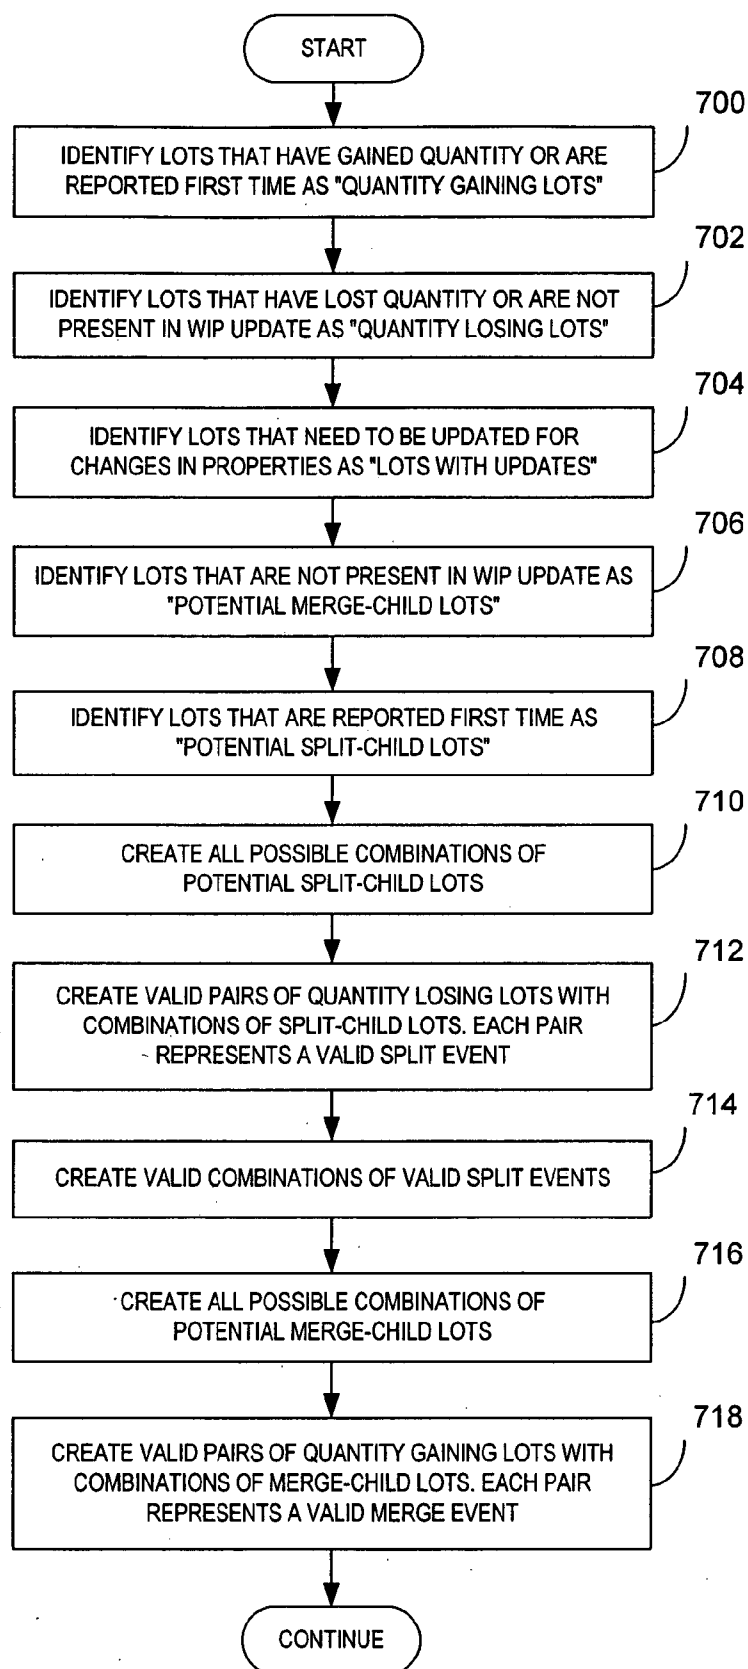 START
700
IDENTIFY LOTS THAT HAVE GAINED QUANTITY OR ARE
REPORTED FIRST TIME AS "QUANTITY GAINING LOTS"
702
IDENTIFY LOTS THAT HAVE LOST QUANTITY OR ARE NOT
PRESENT IN WIP UPDATE AS "QUANTITY LOSING LOTS"
704
IDENTIFY LOTS THAT NEED TO BE UPDATED FOR
CHANGES IN PROPERTIES AS "LOTS WITH UPDATES"
706
IDENTIFY LOTS THAT ARE NOT PRESENT IN WIP UPDATE AS
"POTENTIAL MERGE-CHILD LOTS"
708
IDENTIFY LOTS THAT ARE REPORTED FIRST TIME AS
"POTENTIAL SPLIT-CHILD LOTS"
710
CREATE ALL POSSIBLE COMBINATIONS OF
POTENTIAL SPLIT-CHILD LOTS
712
CREATE VALID PAIRS OF QUANTITY LOSING LOTS WITH
COMBINATIONS OF SPLIT-CHILD LOTS. EACH PAIR
REPRESENTS A VALID SPLIT EVENT
714
CREATE VALID COMBINATIONS OF VALID SPLIT EVENTS
716
CREATE ALL POSSIBLE COMBINATIONS OF
POTENTIAL MERGE-CHILD LOTS
718
CREATE VALID PAIRS OF QUANTITY GAINING LOTS WITH
COMBINATIONS OF MERGE-CHILD LOTS. EACH PAIR
REPRESENTS A VALID MERGE EVENT
CONTINUE